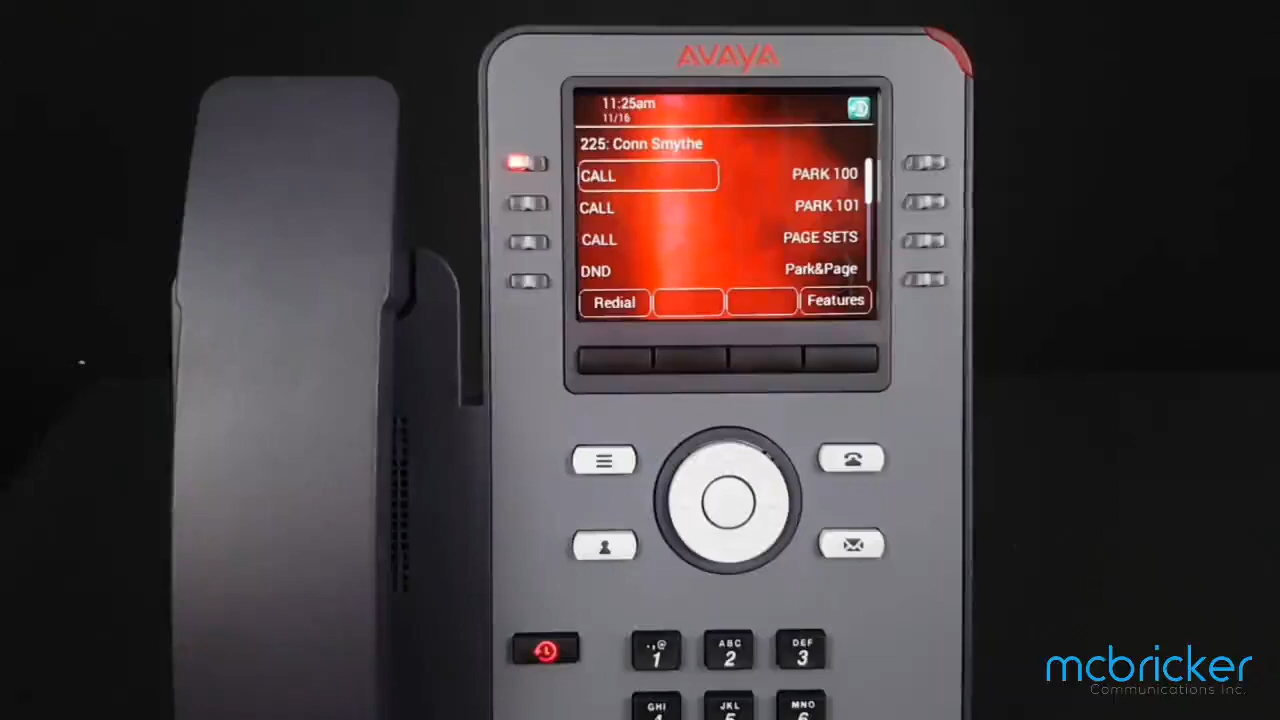 AVAYA
11:25am
11/16
225: Conn Smythe
CALL
PARK 100
CALL
PARK 101
CALL
PAGE SETS
DND
Park&Page
Redial
Features
.,@
ABC
DEF
1
2
3
GHI
JKL
MNO
mcbricker
Communications Inc.